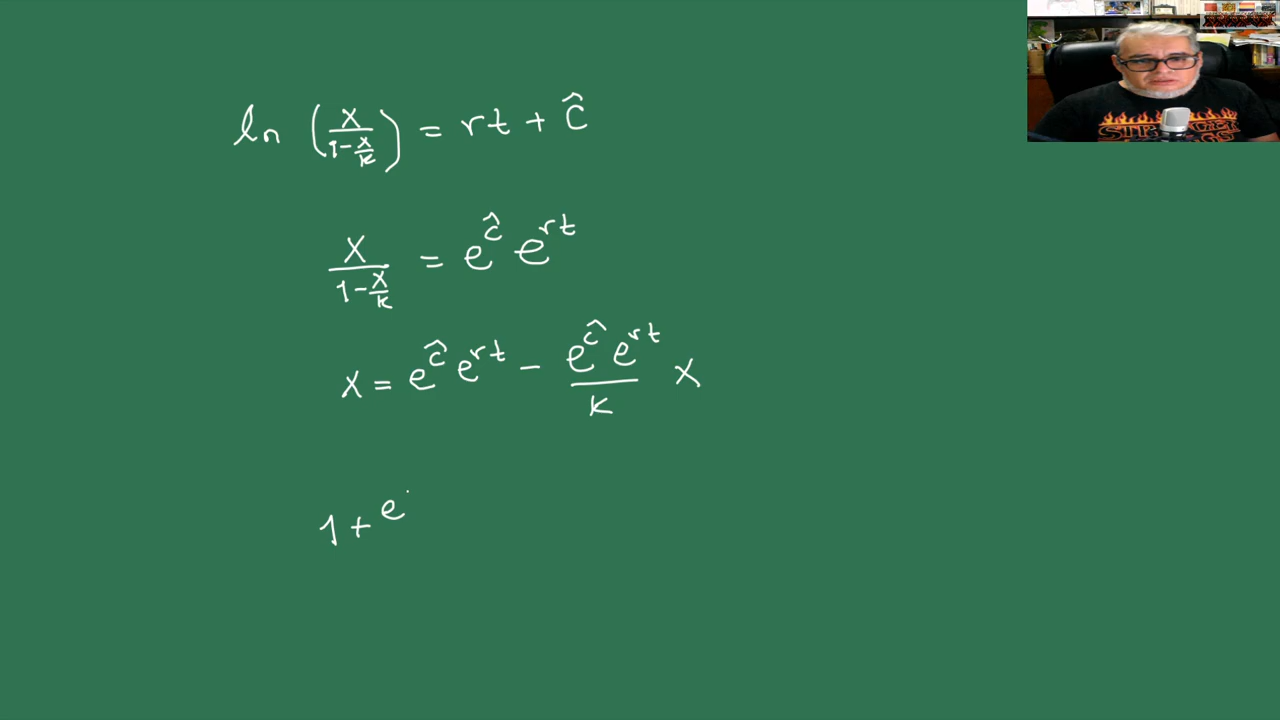 ln (x/(1-x/k)) = rt + ĉ
x/(1-x/k) = e^ĉ e^rt
x = e^ĉ e^rt - (e^ĉ e^rt)/k x
1 + e